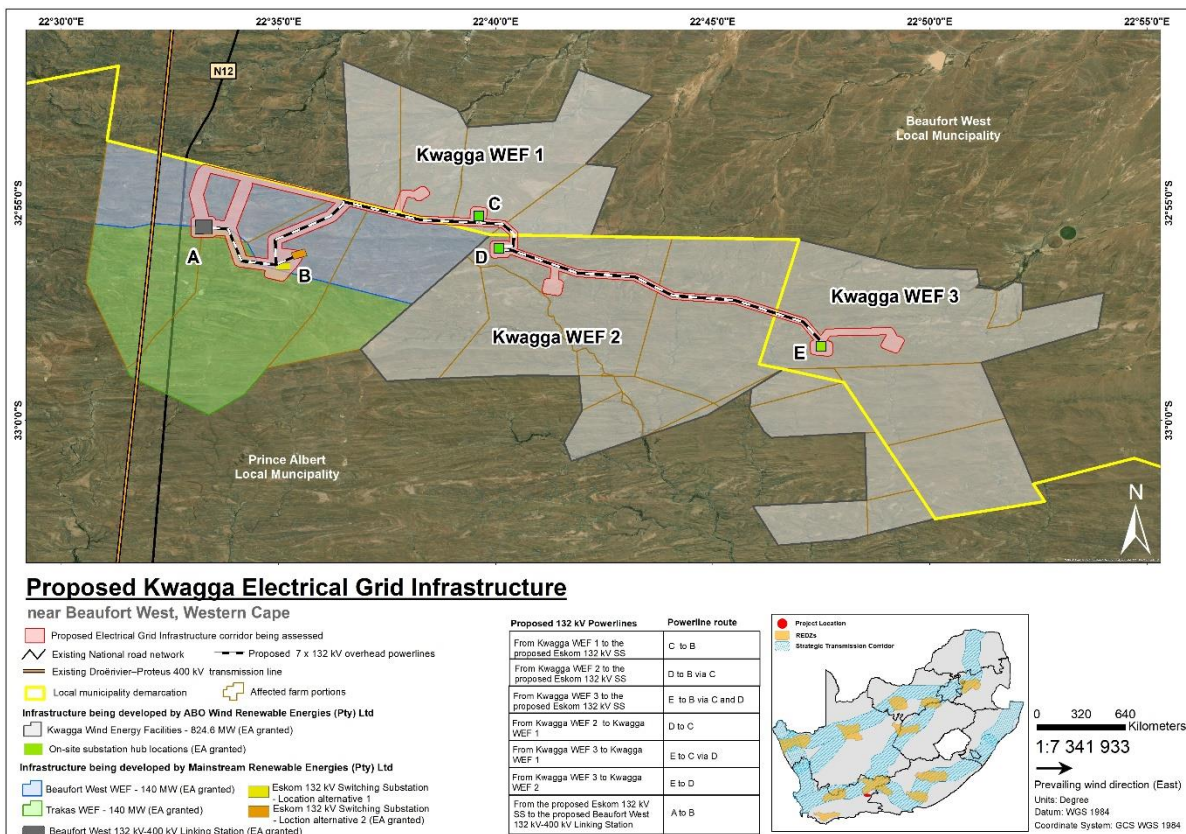 22°30'0"E 22°35'0"E 22°40'0"E 22°45'0"E 22°50'0"E 22°55'0"E
N12
Beaufort West
Local Muncipality
Kwagga WEF 1
32°55'0"S
32°55'0"S
C
A
D
B
Kwagga WEF 3
Kwagga WEF 2
E
33°0'0"S
33°0'0"S
Prince Albert
Local Muncipality
N
Proposed Kwagga Electrical Grid Infrastructure
near Beaufort West, Western Cape
Proposed Electrical Grid Infrastructure corridor being assessed
Existing National road network
Proposed 7 x 132 kV overhead powerlines
Existing Droërivier–Proteus 400 kV transmission line
Local municipality demarcation
Affected farm portions
Infrastructure being developed by ABO Wind Renewable Energies (Pty) Ltd
Kwagga Wind Energy Facilities - 824.6 MW (EA granted)
On-site substation hub locations (EA granted)
Infrastructure being developed by Mainstream Renewable Energies (Pty) Ltd
Beaufort West WEF - 140 MW (EA granted)
Trakas WEF - 140 MW (EA granted)
Beaufort West 132 kV-400 kV Linking Station (EA granted)
Eskom 132 kV Switching Substation
- Location alternative 1
Eskom 132 kV Switching Substation
- Loction alternative 2 (EA granted)
Proposed 132 kV Powerlines Powerline route
From Kwagga WEF 1 to the
proposed Eskom 132 kV SS
C to B
From Kwagga WEF 2 to the
proposed Eskom 132 kV SS
D to B via C
From Kwagga WEF 3 to the
proposed Eskom 132 kV SS
E to B via C and D
From Kwagga WEF 2 to Kwagga
WEF 1
D to C
From Kwagga WEF 3 to Kwagga
WEF 1
E to C via D
From Kwagga WEF 3 to Kwagga
WEF 2
E to D
From the proposed Eskom 132 kV
SS to the proposed Beaufort West
132 kV-400 kV Linking Station
A to B
Project Location
REDZs
Strategic Transmission Corridor
0 320 640
Kilometers
1:7 341 933
Prevailing wind direction (East)
Units: Degree
Datum: WGS 1984
Coordinate System: GCS WGS 1984